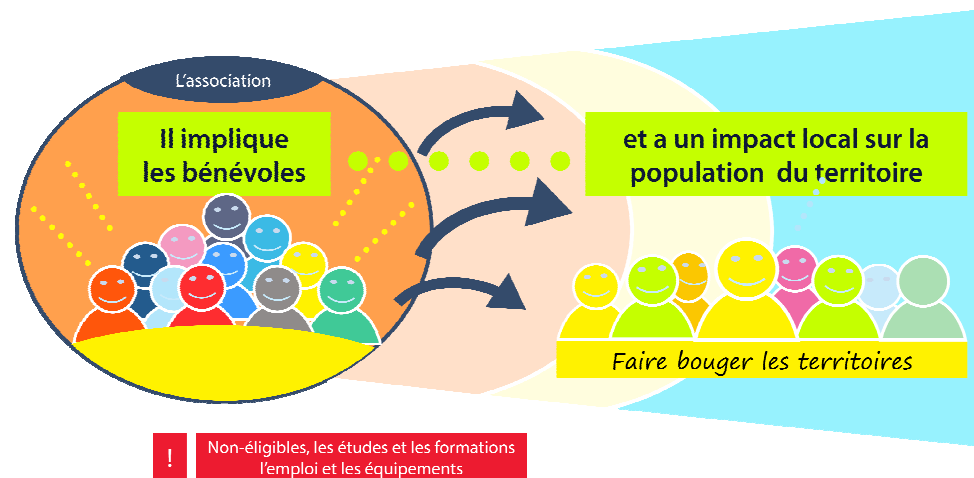 L'association
Il implique
les bénévoles
et a un impact local sur la
population du territoire
Faire bouger les territoires
!
Non-éligibles, les études et les formations
l'emploi et les équipements